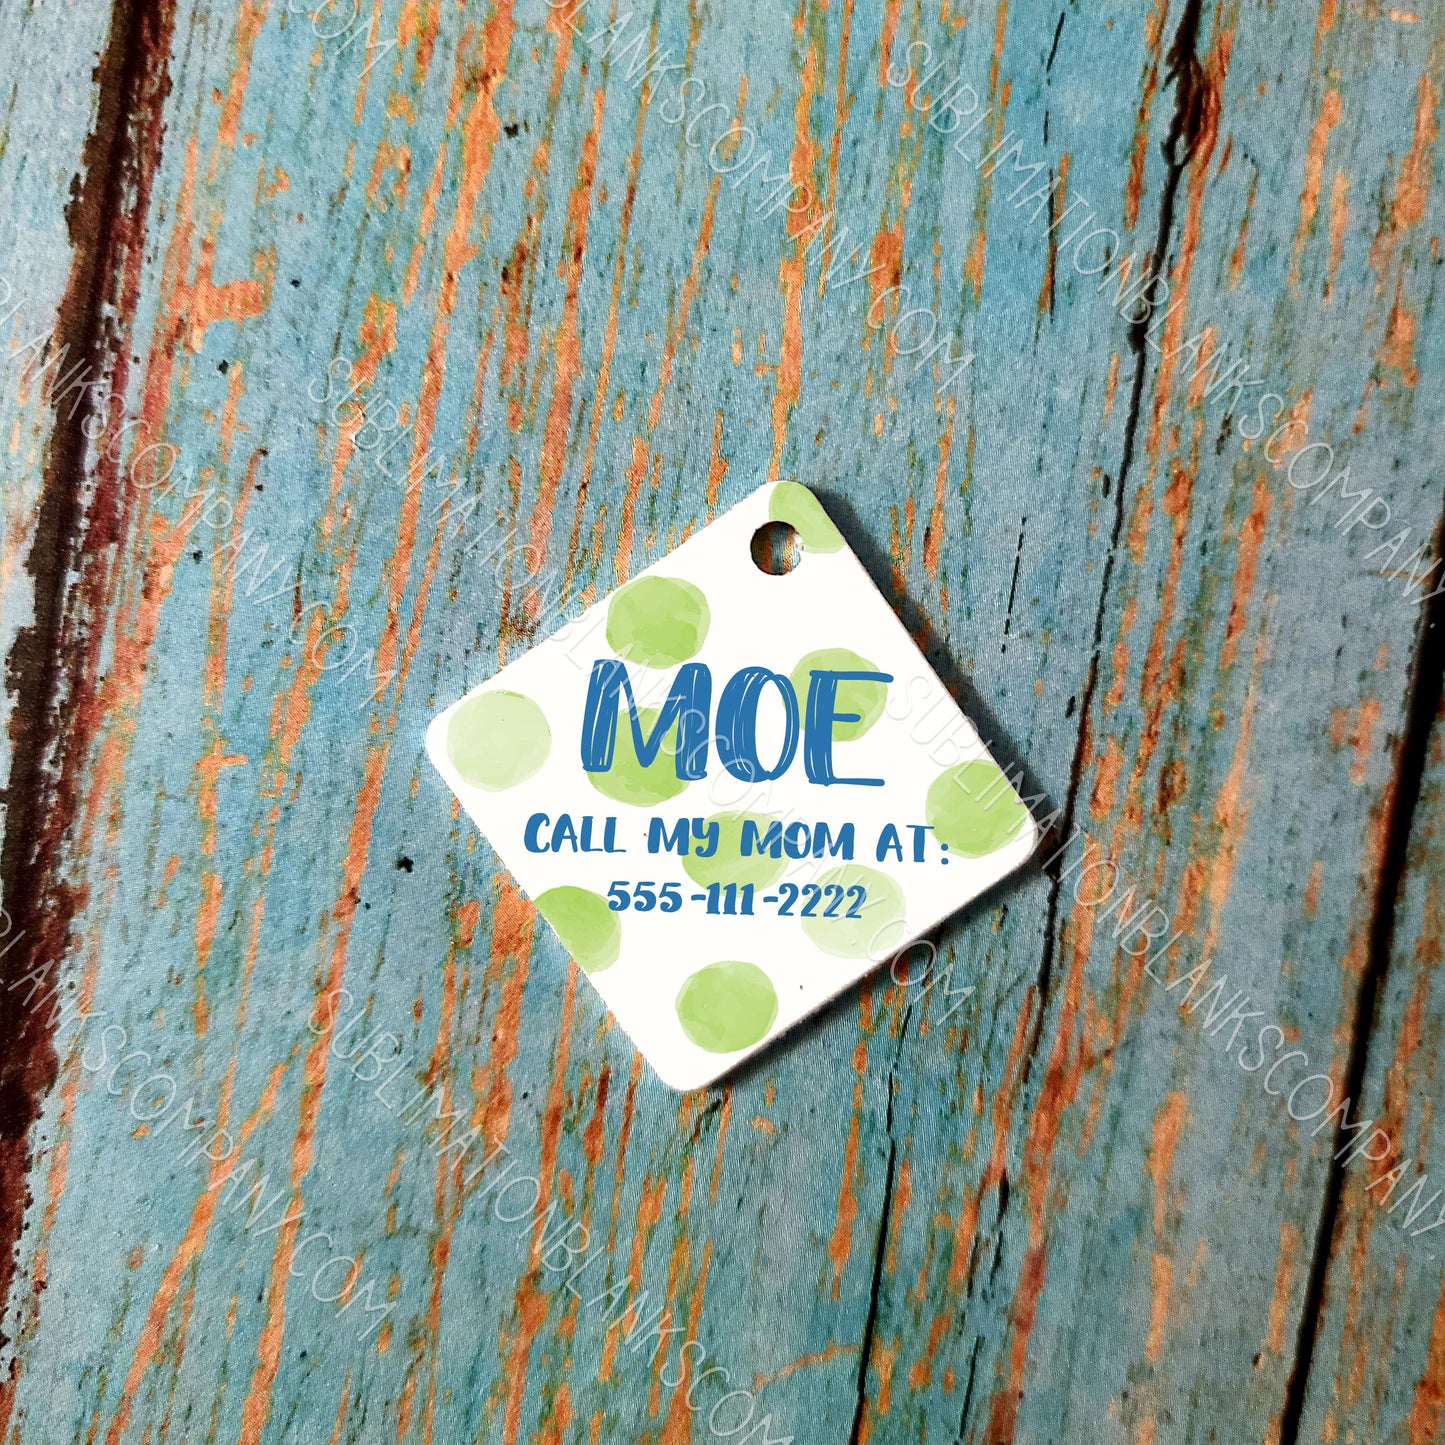 MOE
CALL MY MOM AT:
555-111-2222
SUBLIMATIONBLANKSCOMPANY.COM